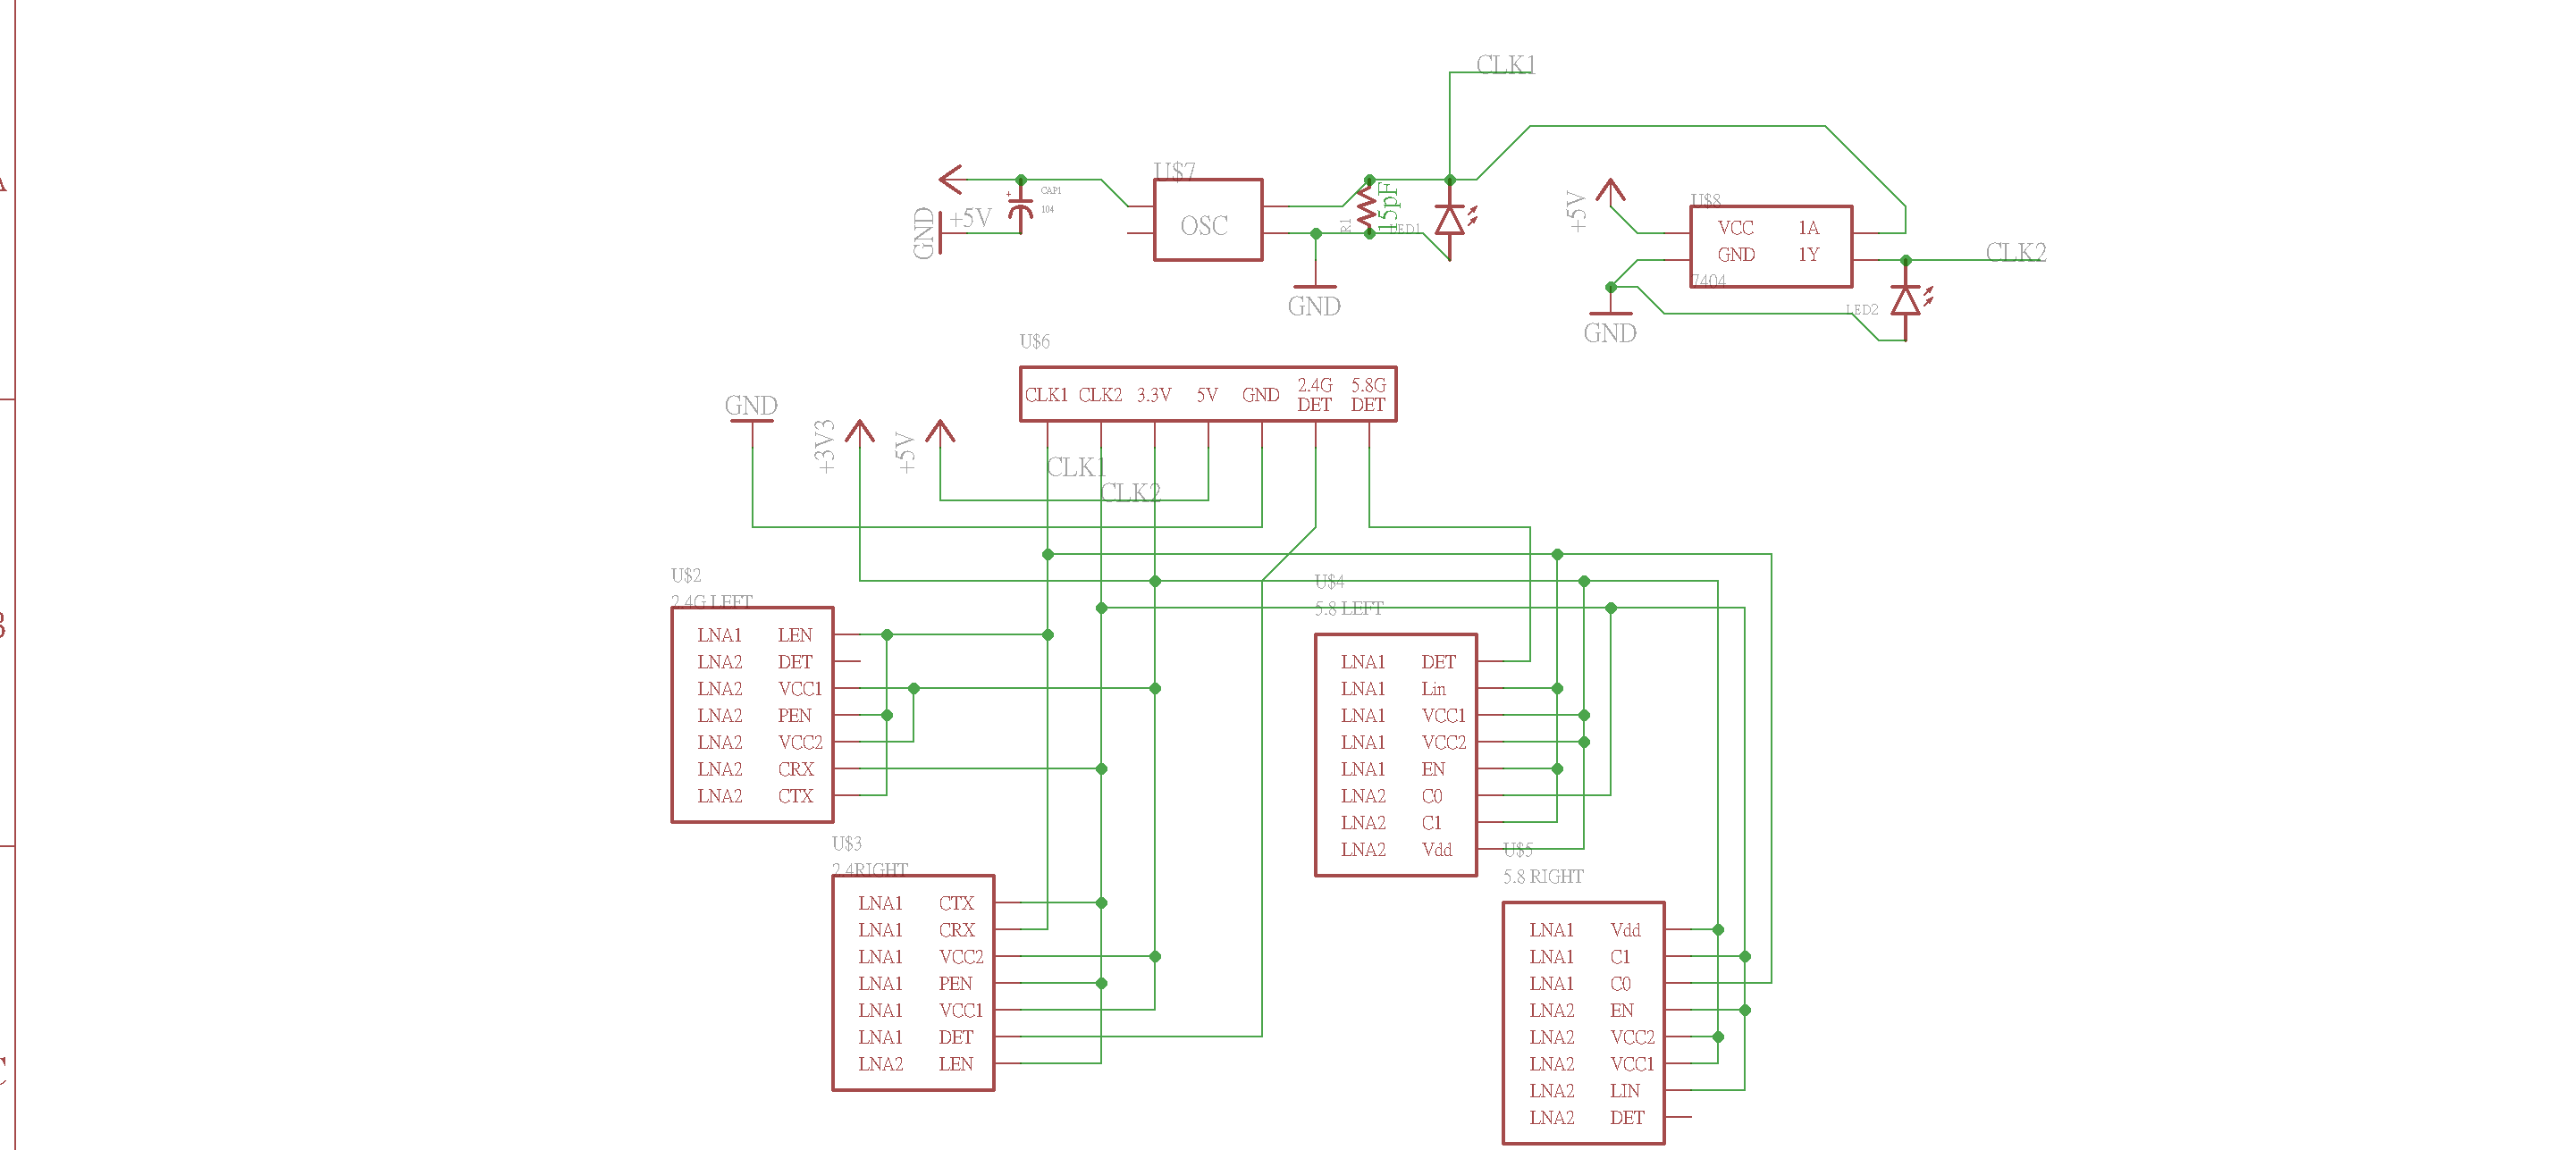 CLK1
A
U$7
CAP1
104
GND
+5V
OSC
R1
15pF
LED1
GND
+5V
U$8
VCC 1A
GND 1Y
7404
CLK2
LED2
GND
U$6
CLK1 CLK2 3.3V 5V GND 2.4G DET 5.8G DET
GND
+3V3
+5V
CLK1
CLK2
U$2
2.4G LEFT
LNA1 LEN
LNA2 DET
LNA2 VCC1
LNA2 PEN
LNA2 VCC2
LNA2 CRX
LNA2 CTX
U$4
5.8 LEFT
LNA1 DET
LNA1 Lin
LNA1 VCC1
LNA1 VCC2
LNA1 EN
LNA2 C0
LNA2 C1
LNA2 Vdd
U$3
2.4RIGHT
LNA1 CTX
LNA1 CRX
LNA1 VCC2
LNA1 PEN
LNA1 VCC1
LNA1 DET
LNA2 LEN
U$5
5.8 RIGHT
LNA1 Vdd
LNA1 C1
LNA1 C0
LNA2 EN
LNA2 VCC2
LNA2 VCC1
LNA2 LIN
LNA2 DET